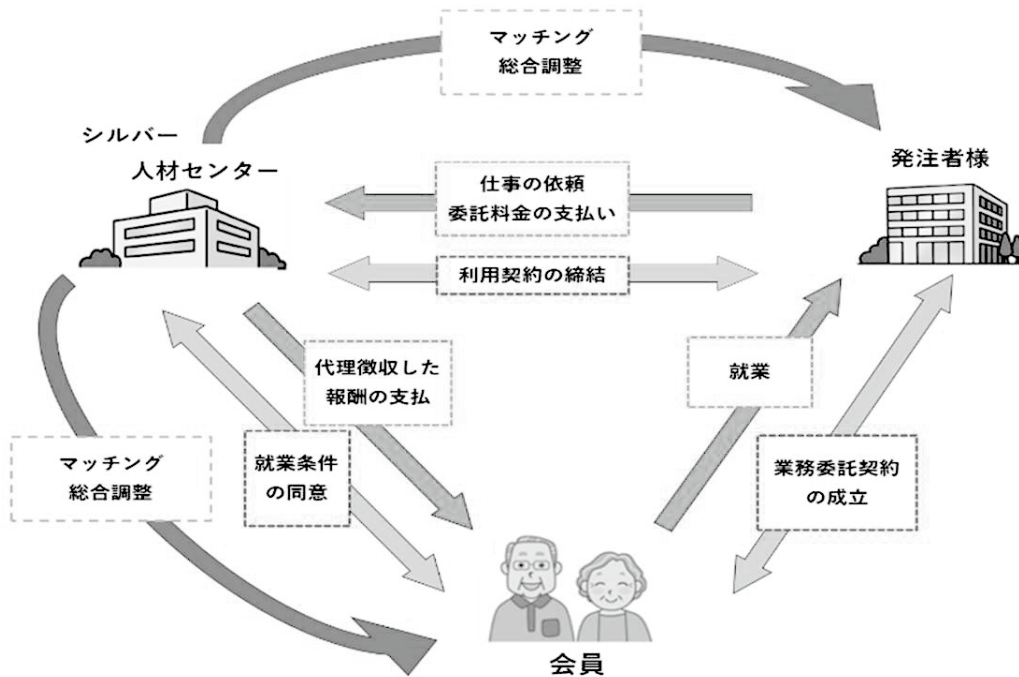 マッチング
総合調整
シルバー
人材センター
発注者様
仕事の依頼
委託料金の支払い
利用契約の締結
代理徴収した
報酬の支払
就業
マッチング
総合調整
就業条件
の同意
業務委託契約
の成立
会員